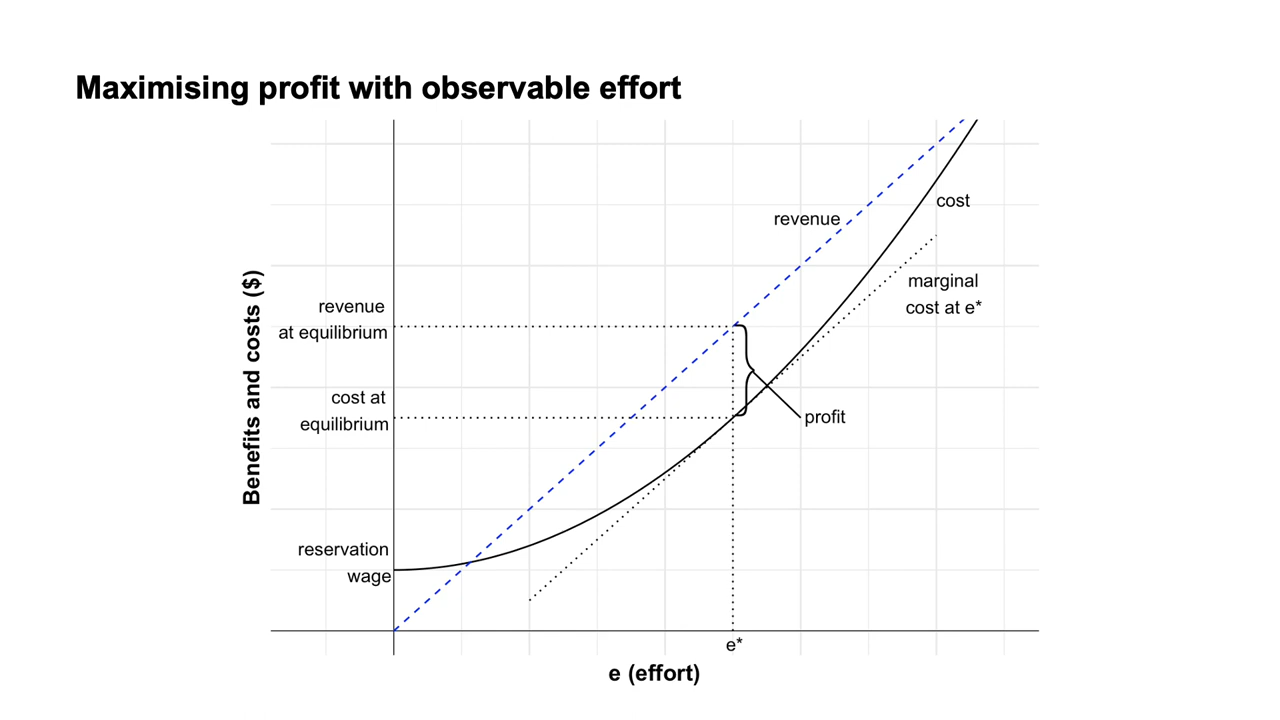 Maximising profit with observable effort
revenue
cost
marginal
cost at e*
revenue
at equilibrium
cost at
equilibrium
profit
reservation
wage
Benefits and costs ($)
e*
e (effort)